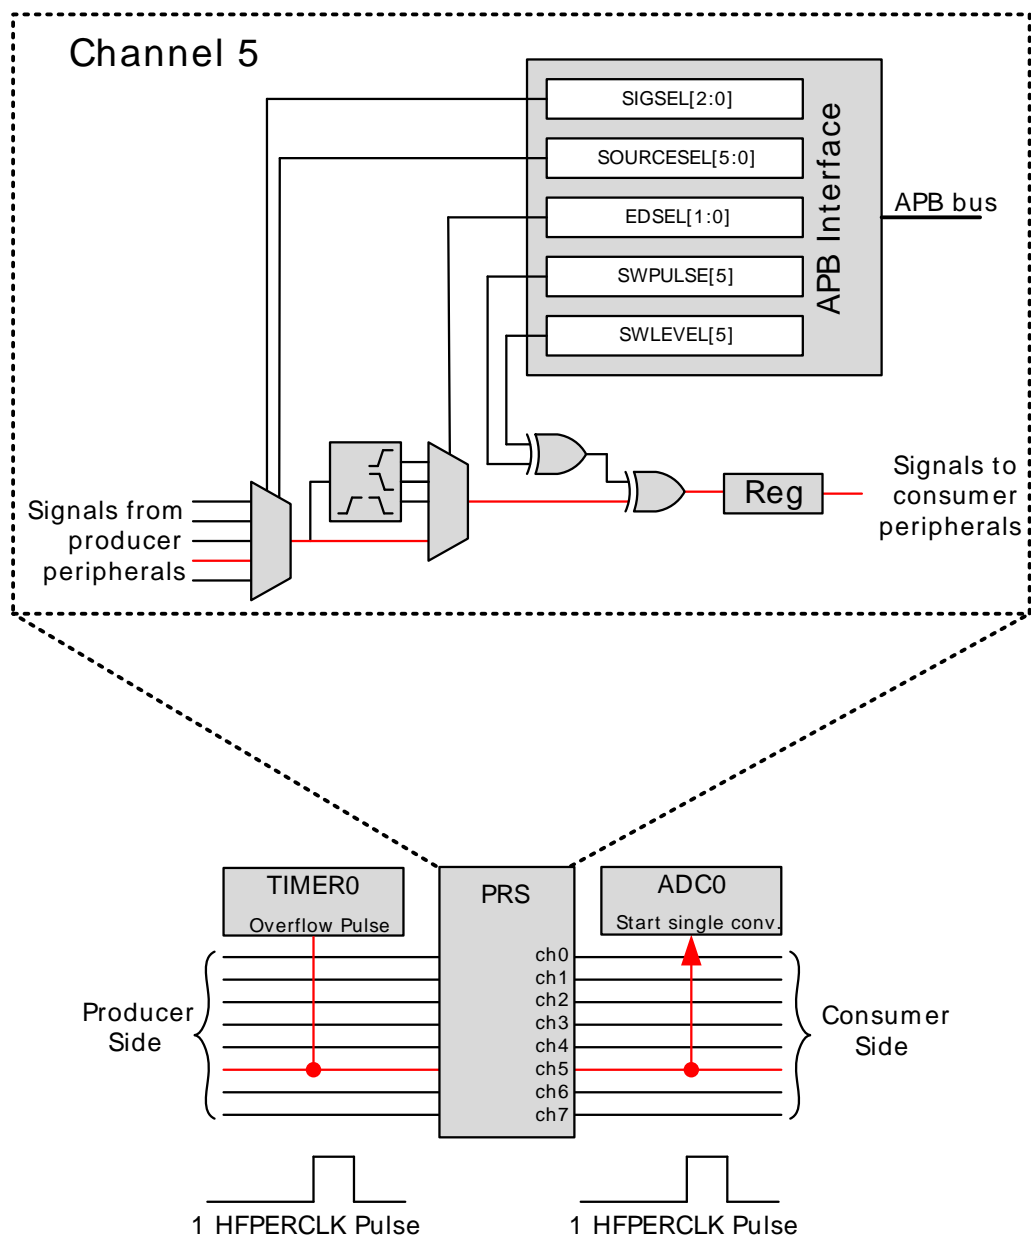 Channel 5
SIGSEL[2:0]
SOURCESEL[5:0]
EDSEL[1:0]
SWPULSE[5]
SWLEVEL[5]
APB Interface
APB bus
Signals from
producer
peripherals
Reg
Signals to
consumer
peripherals
TIMER0
Overflow Pulse
PRS
ADC0
Start single conv.
ch0
ch1
ch2
ch3
ch4
ch5
ch6
ch7
Producer
Side
Consumer
Side
1 HFPERCLK Pulse
1 HFPERCLK Pulse